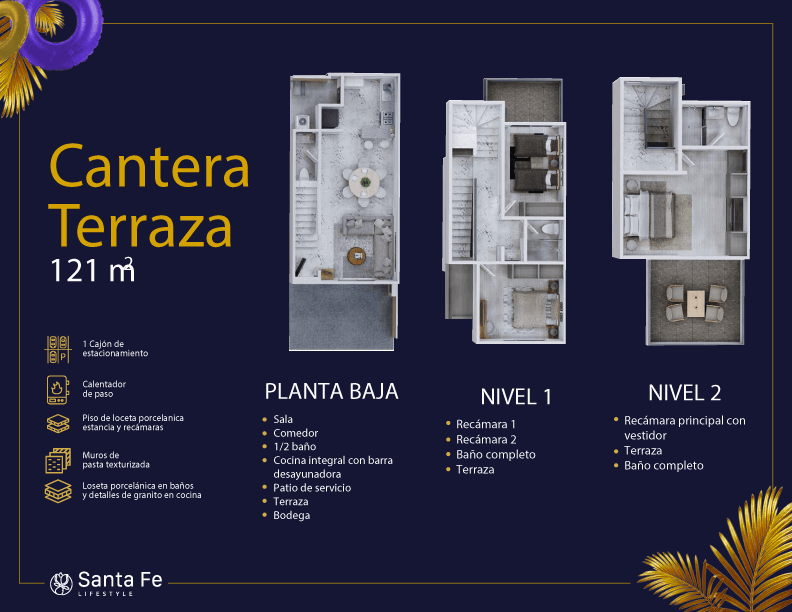 Cantera
Terraza
121 m²
1 Cajón de
estacionamiento
P
Calentador
de paso
Piso de loceta porcelanica
estancia y recámaras
Muros de
pasta texturizada
Loseta porcelánica en baños
y detalles de granito en cocina
PLANTA BAJA
Sala
Comedor
1/2 baño
Cocina integral con barra
desayunadora
Patio de servicio
Terraza
Bodega
NIVEL 1
Recámara 1
Recámara 2
Baño completo
Terraza
NIVEL 2
Recámara principal con
vestidor
Terraza
Baño completo
Santa Fe
LIFESTYLE